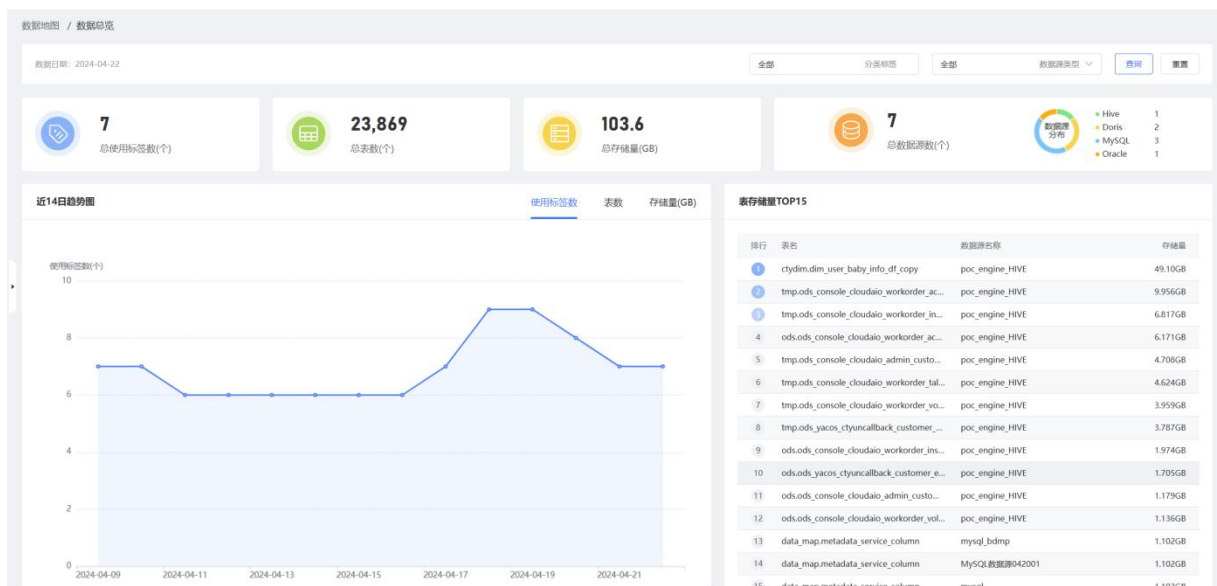 数据地图 / 数据总览
数据日期：2024-04-22
全部 分类标签 全部 数据源类型 查询 重置
7
总使用标签数(个)
23,869
总表数(个)
103.6
总存储量(GB)
7
总数据源数(个)
数据源
分布
Hive 1
Doris 2
MySQL 3
Oracle 1
近14日趋势图 使用标签数 表数 存储量(GB)
使用标签数(个)
10
8
6
4
2
0
2024-04-09 2024-04-11 2024-04-13 2024-04-15 2024-04-17 2024-04-19 2024-04-21
表存储量TOP15
排行 表名 数据源名称 存储量
1 ctydim.dim_user_baby_info_df_copy poc_engine_HIVE 49.10GB
2 tmp.ods_console_cloudaio_workorder_ac... poc_engine_HIVE 9.956GB
3 tmp.ods_console_cloudaio_workorder_in... poc_engine_HIVE 6.817GB
4 ods.ods_console_cloudaio_workorder_ac... poc_engine_HIVE 6.171GB
5 tmp.ods_console_cloudaio_admin_custo... poc_engine_HIVE 4.708GB
6 tmp.ods_console_cloudaio_workorder_tal... poc_engine_HIVE 4.624GB
7 tmp.ods_console_cloudaio_workorder_vo... poc_engine_HIVE 3.959GB
8 tmp.ods_yacos_ctyuncallback_customer_... poc_engine_HIVE 3.787GB
9 ods.ods_console_cloudaio_workorder_ins... poc_engine_HIVE 1.974GB
10 ods.ods_yacos_ctyuncallback_customer_e... poc_engine_HIVE 1.705GB
11 ods.ods_console_cloudaio_admin_custo... poc_engine_HIVE 1.179GB
12 ods.ods_console_cloudaio_workorder_vol... poc_engine_HIVE 1.136GB
13 data_map.metadata_service_column mysql_bdmp 1.102GB
14 data_map.metadata_service_column MySQL数据源042001 1.102GB